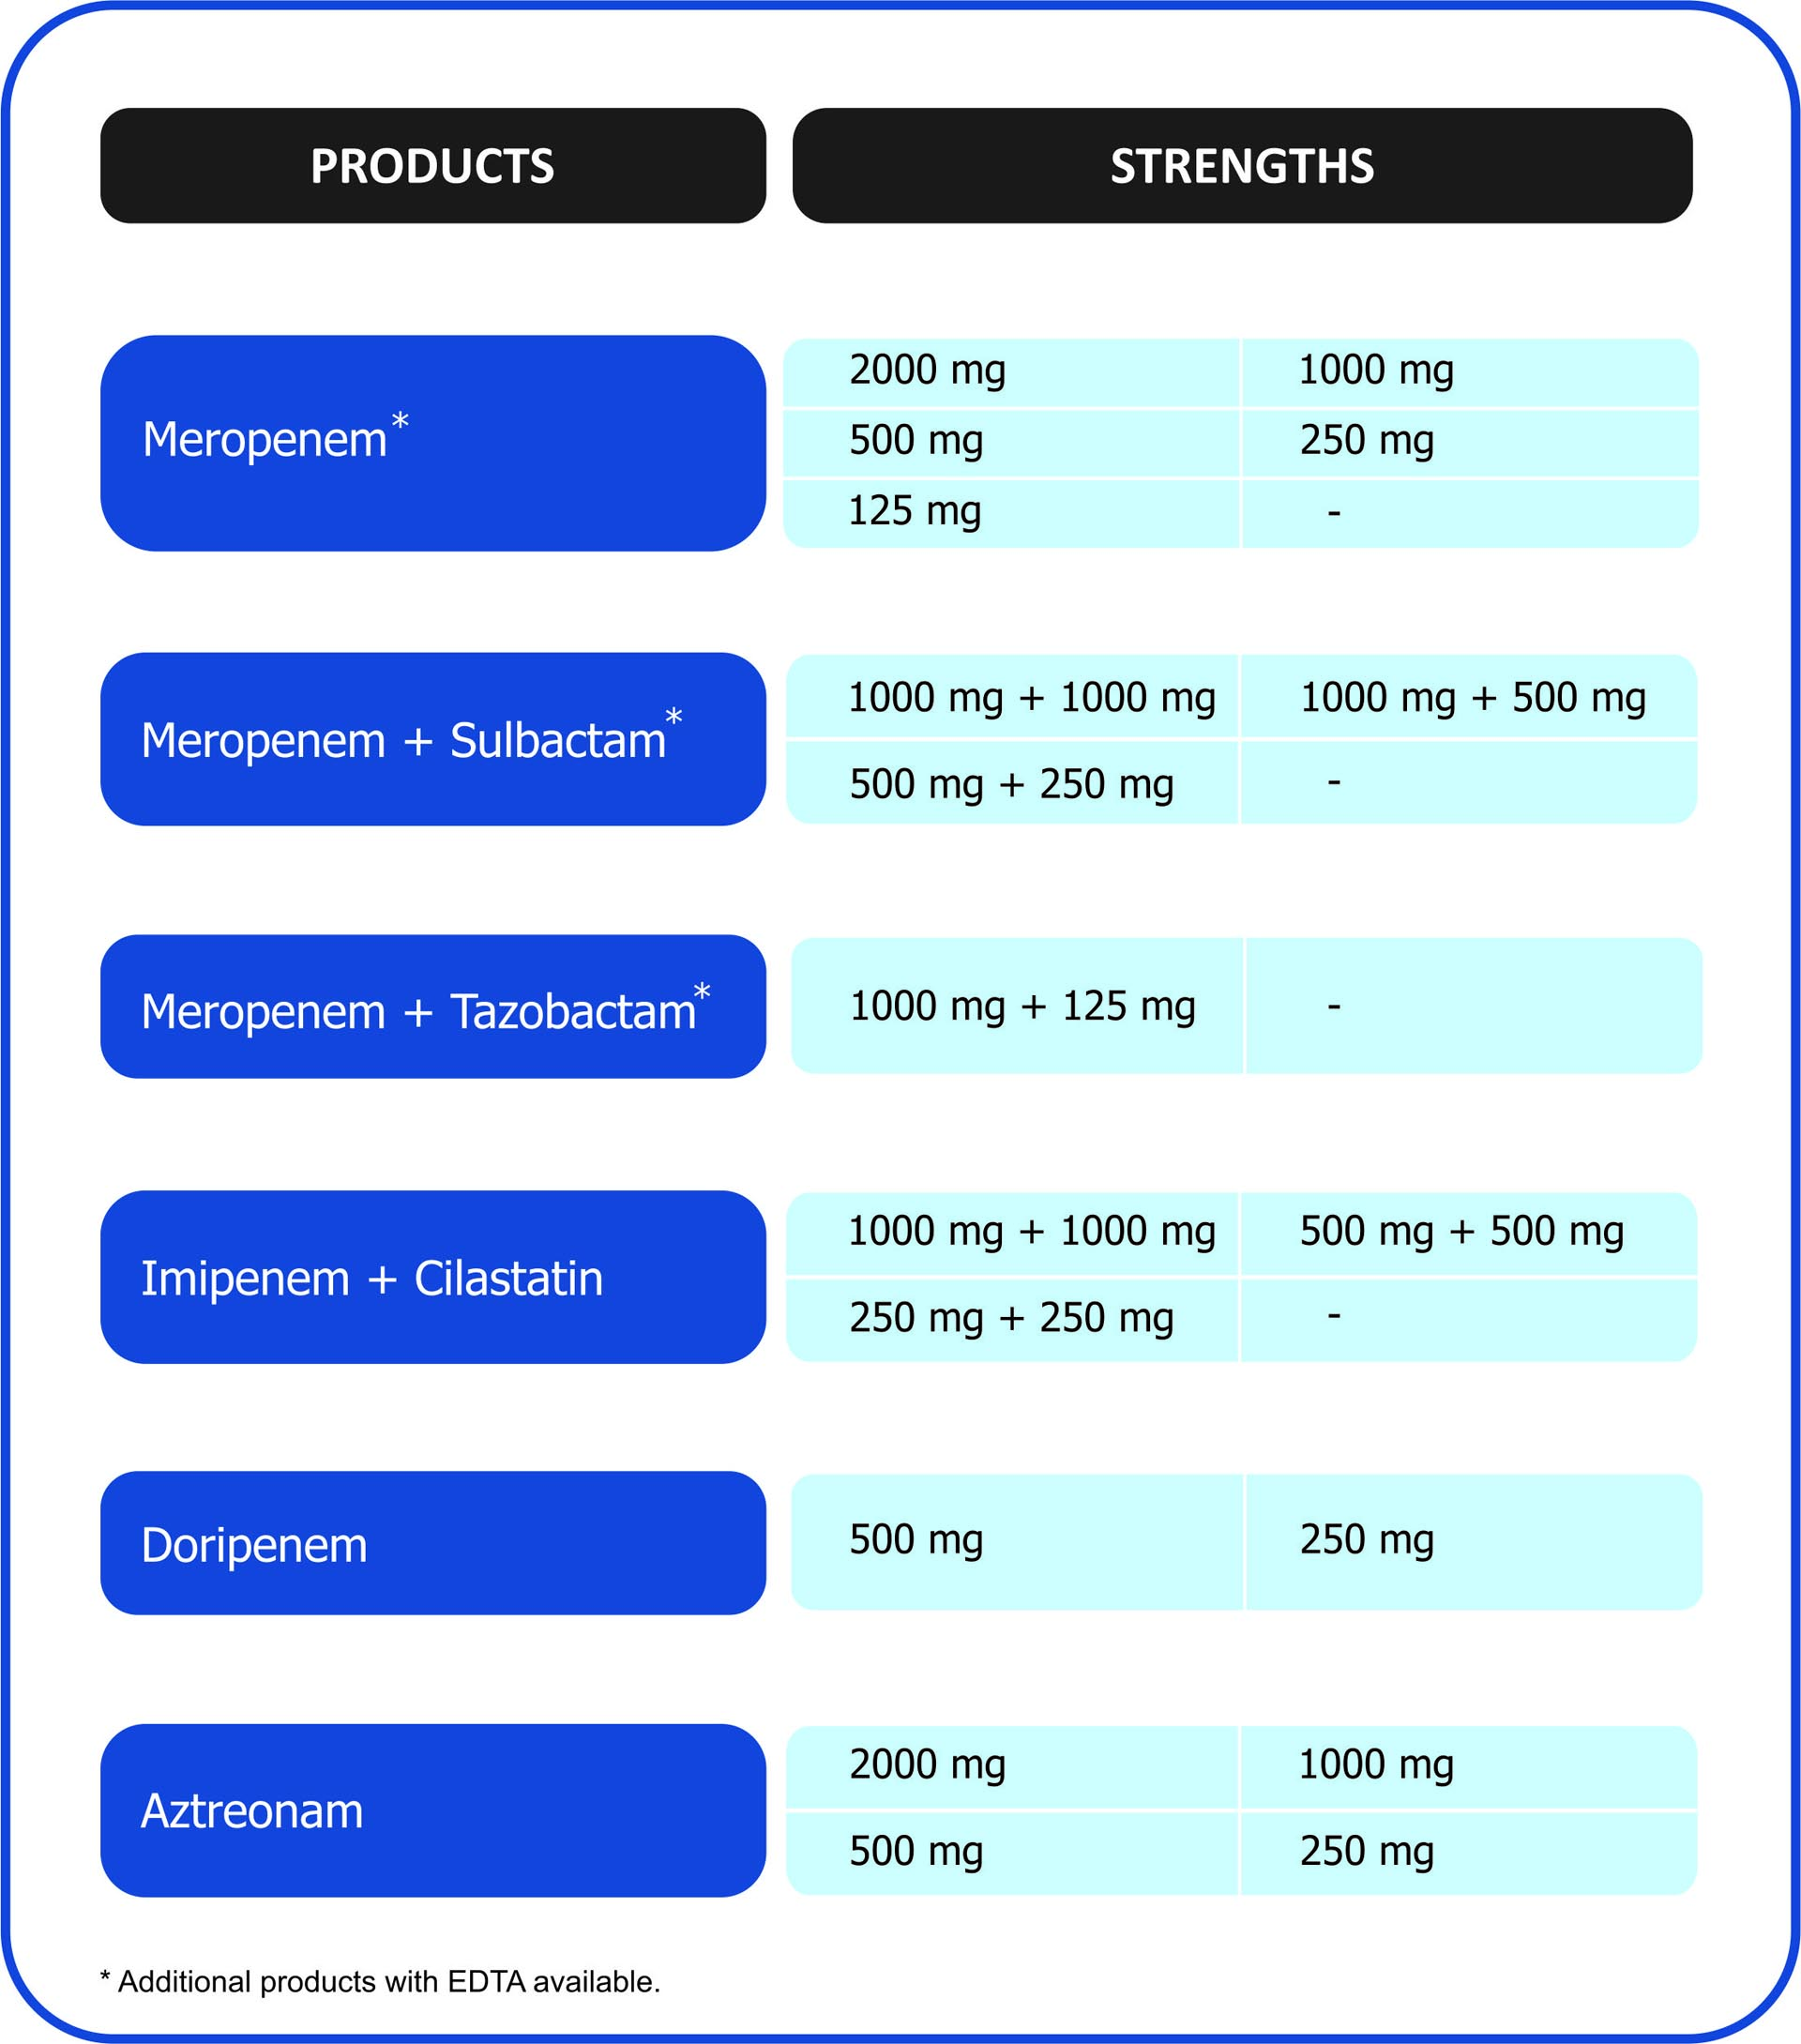 PRODUCTS STRENGTHS
Meropenem*
2000 mg 1000 mg
500 mg 250 mg
125 mg -
Meropenem + Sulbactam*
1000 mg + 1000 mg 1000 mg + 500 mg
500 mg + 250 mg -
Meropenem + Tazobactam*
1000 mg + 125 mg -
Imipenem + Cilastatin
1000 mg + 1000 mg 500 mg + 500 mg
250 mg + 250 mg -
Doripenem
500 mg 250 mg
Aztreonam
2000 mg 1000 mg
500 mg 250 mg
* Additional products with EDTA available.